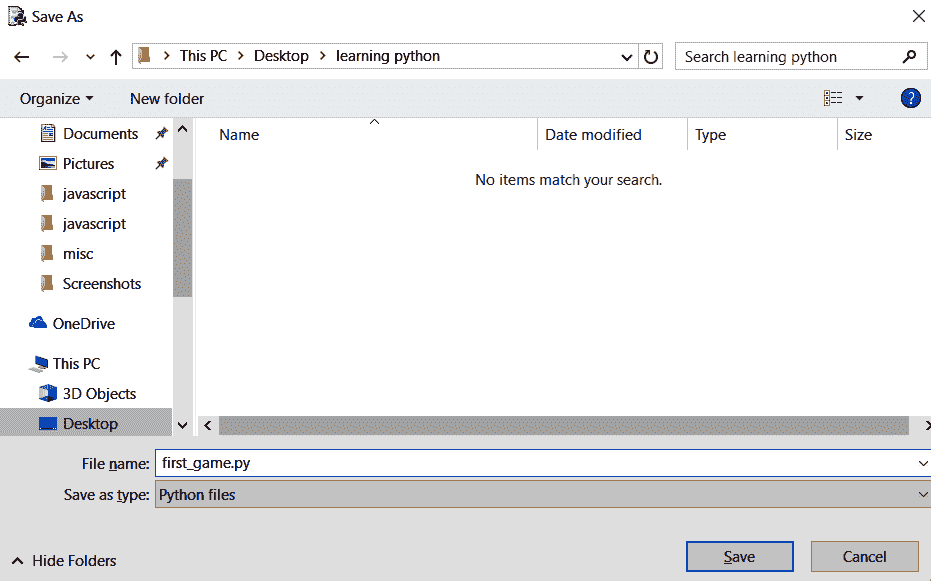 Save As
This PC > Desktop > learning python
Search learning python
Organize
New folder
?
Name
Date modified
Type
Size
Documents
Pictures
javascript
javascript
misc
Screenshots
OneDrive
This PC
3D Objects
Desktop
No items match your search.
File name: first_game.py
Save as type: Python files
Hide Folders
Save
Cancel